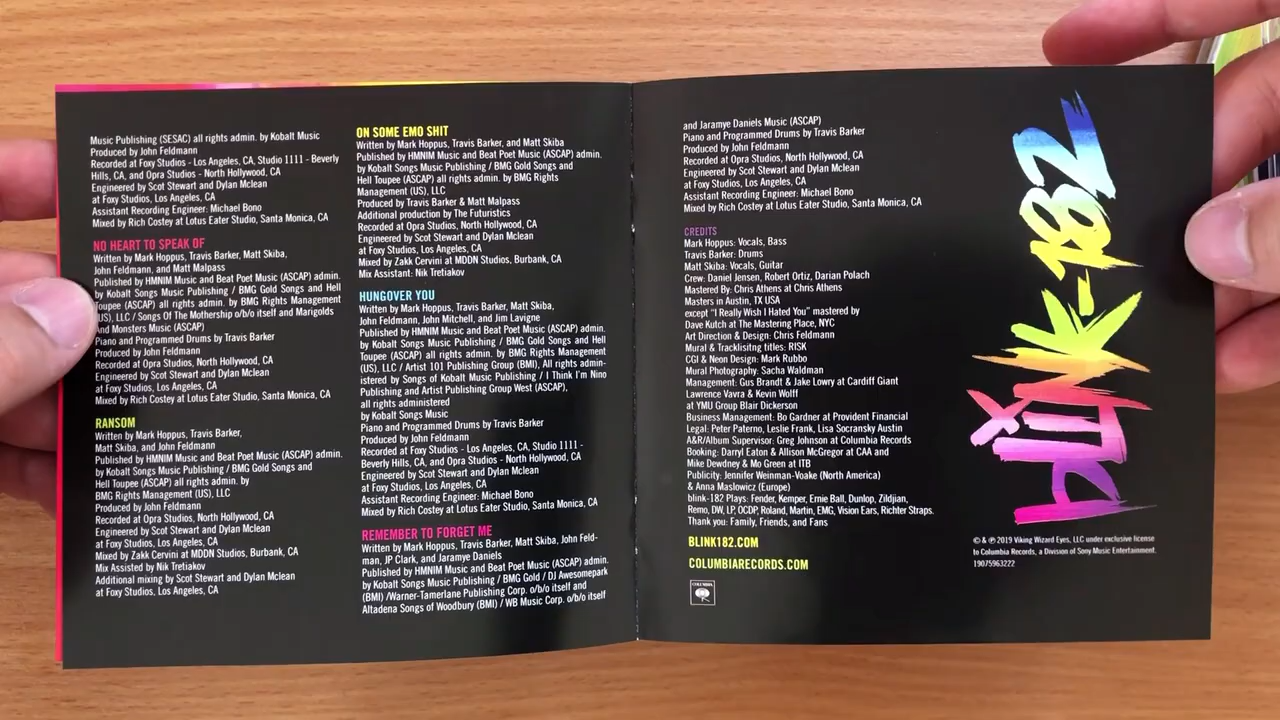 Music Publishing (SESAC) all rights admin. by Kobalt Music
Produced by John Feldmann
Recorded at Foxy Studios - Los Angeles, CA, Studio 1111 - Beverly
Hills, CA, and Opra Studios - North Hollywood, CA
Engineered by Scot Stewart and Dylan Mclean
at Foxy Studios, Los Angeles, CA
Assistant Recording Engineer: Michael Bono
Mixed by Rich Costey at Lotus Eater Studio, Santa Monica, CA
NO HEART TO SPEAK OF
Written by Mark Hoppus, Travis Barker, Matt Skiba,
John Feldmann, and Matt Malpass
Published by HMNIM Music and Beat Poet Music (ASCAP) admin.
by Kobalt Songs Music Publishing / BMG Gold Songs and Hell
Toupee (ASCAP) all rights admin. by BMG Rights Management
(US), LLC / Songs Of The Mothership o/b/o itself and Marigolds
And Monsters Music (ASCAP)
Piano and Programmed Drums by Travis Barker
Produced by John Feldmann
Recorded at Opra Studios, North Hollywood, CA
Engineered by Scot Stewart and Dylan Mclean
at Foxy Studios, Los Angeles, CA
Mixed by Rich Costey at Lotus Eater Studio, Santa Monica, CA
RANSOM
Written by Mark Hoppus, Travis Barker,
Matt Skiba, and John Feldmann
Published by HMNIM Music and Beat Poet Music (ASCAP) admin.
by Kobalt Songs Music Publishing / BMG Gold Songs and
Hell Toupee (ASCAP) all rights admin. by
BMG Rights Management (US), LLC
Produced by John Feldmann
Recorded at Opra Studios, North Hollywood, CA
Engineered by Scot Stewart and Dylan Mclean
at Foxy Studios, Los Angeles, CA
Mixed by Zakk Cervini at MDDN Studios, Burbank, CA
Mix Assisted by Nik Tretiakov
Additional mixing by Scot Stewart and Dylan Mclean
at Foxy Studios, Los Angeles, CA
ON SOME EMO SHIT
Written by Mark Hoppus, Travis Barker, and Matt Skiba
Published by HMNIM Music and Beat Poet Music (ASCAP) admin.
by Kobalt Songs Music Publishing / BMG Gold Songs and
Hell Toupee (ASCAP) all rights admin. by BMG Rights
Management (US), LLC
Produced by Travis Barker & Matt Malpass
Additional production by The Futuristics
Recorded at Opra Studios, North Hollywood, CA
Engineered by Scot Stewart and Dylan Mclean
at Foxy Studios, Los Angeles, CA
Mixed by Zakk Cervini at MDDN Studios, Burbank, CA
Mix Assistant: Nik Tretiakov
HUNGOVER YOU
Written by Mark Hoppus, Travis Barker, Matt Skiba,
John Feldmann, John Mitchell, and Jim Lavigne
Published by HMNIM Music and Beat Poet Music (ASCAP) admin.
by Kobalt Songs Music Publishing / BMG Gold Songs and Hell
Toupee (ASCAP) all rights admin. by BMG Rights Management
(US), LLC / Artist 101 Publishing Group (BMI), All rights admin-
istered by Songs of Kobalt Music Publishing / I Think I'm Nino
Publishing and Artist Publishing Group West (ASCAP),
all rights administered
by Kobalt Songs Music
Piano and Programmed Drums by Travis Barker
Produced by John Feldmann
Recorded at Foxy Studios - Los Angeles, CA, Studio 1111 -
Beverly Hills, CA, and Opra Studios - North Hollywood, CA
Engineered by Scot Stewart and Dylan Mclean
at Foxy Studios, Los Angeles, CA
Assistant Recording Engineer: Michael Bono
Mixed by Rich Costey at Lotus Eater Studio, Santa Monica, CA
REMEMBER TO FORGET ME
Written by Mark Hoppus, Travis Barker, Matt Skiba, John Feld-
man, JP Clark, and Jaramye Daniels
Published by HMNIM Music and Beat Poet Music (ASCAP) admin.
by Kobalt Songs Music Publishing / BMG Gold / DJ Awesomepark
(BMI) /Warner-Tamerlane Publishing Corp. o/b/o itself and
Altadena Songs of Woodbury (BMI) / WB Music Corp. o/b/o itself
and Jaramye Daniels Music (ASCAP)
Piano and Programmed Drums by Travis Barker
Produced by John Feldmann
Recorded at Opra Studios, North Hollywood, CA
Engineered by Scot Stewart and Dylan Mclean
at Foxy Studios, Los Angeles, CA
Assistant Recording Engineer: Michael Bono
Mixed by Rich Costey at Lotus Eater Studio, Santa Monica, CA
CREDITS
Mark Hoppus: Vocals, Bass
Travis Barker: Drums
Matt Skiba: Vocals, Guitar
Crew: Daniel Jensen, Robert Ortiz, Darian Polach
Mastered By: Chris Athens at Chris Athens
Masters in Austin, TX USA
except "I Really Wish I Hated You" mastered by
Dave Kutch at The Mastering Place, NYC
Art Direction & Design: Chris Feldmann
Mural & Tracklisitng titles: RISK
CGI & Neon Design: Mark Rubbo
Mural Photography: Sacha Waldman
Management: Gus Brandt & Jake Lowry at Cardiff Giant
Lawrence Vavra & Kevin Wolff
at YMU Group Blair Dickerson
Business Management: Bo Gardner at Provident Financial
Legal: Peter Paterno, Leslie Frank, Lisa Socransky Austin
A&R/Album Supervisor: Greg Johnson at Columbia Records
Booking: Darryl Eaton & Allison McGregor at CAA and
Mike Dewdney & Mo Green at ITB
Publicity: Jennifer Weinman-Voake (North America)
& Anna Maslowicz (Europe)
blink-182 Plays: Fender, Kemper, Ernie Ball, Dunlop, Zildjian,
Remo, DW, LP, OCDP, Roland, Martin, EMG, Vision Ears, Richter Straps.
Thank you: Family, Friends, and Fans
BLINK182.COM
COLUMBIARECORDS.COM
COLUMBIA
blink-182
© & ℗ 2019 Viking Wizard Eyes, LLC under exclusive license
to Columbia Records, a Division of Sony Music Entertainment.
19075963222